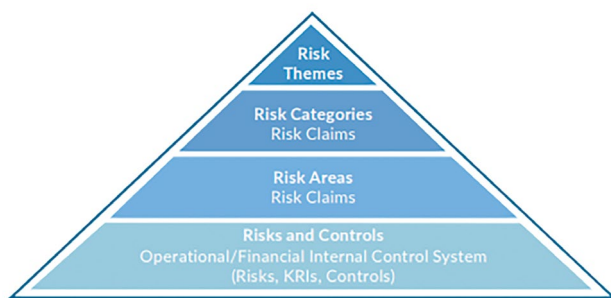 Risk
Themes
Risk Categories
Risk Claims
Risk Areas
Risk Claims
Risks and Controls
Operational/Financial Internal Control System
(Risks, KRIs, Controls)